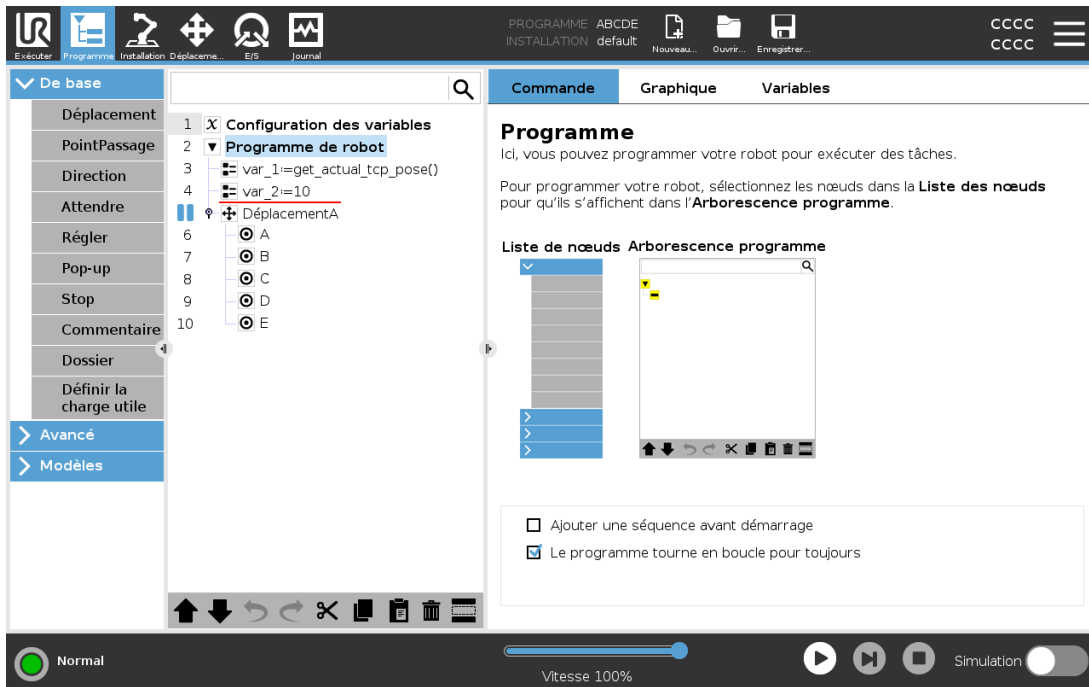 UR
PROGRAMME ABCDE
INSTALLATION default
CCCC
CCCC
Exécuter
Programme
Installation
Déplaceme...
E/S
Journal
Nouveau...
Ouvrir...
Enregistrer...
De base
Déplacement
PointPassage
Direction
Attendre
Régler
Pop-up
Stop
Commentaire
Dossier
Définir la
charge utile
Avancé
Modèles
1 x Configuration des variables
2 Programme de robot
3 var_1:=get_actual_tcp_pose()
4 var_2:=10
DéplacementA
6 A
7 B
8 C
9 D
10 E
Commande
Graphique
Variables
Programme
Ici, vous pouvez programmer votre robot pour exécuter des tâches.
Pour programmer votre robot, sélectionnez les nœuds dans la Liste des nœuds
pour qu'ils s'affichent dans l'Arborescence programme.
Liste de nœuds
Arborescence programme
Ajouter une séquence avant démarrage
Le programme tourne en boucle pour toujours
Normal
Vitesse 100%
Simulation